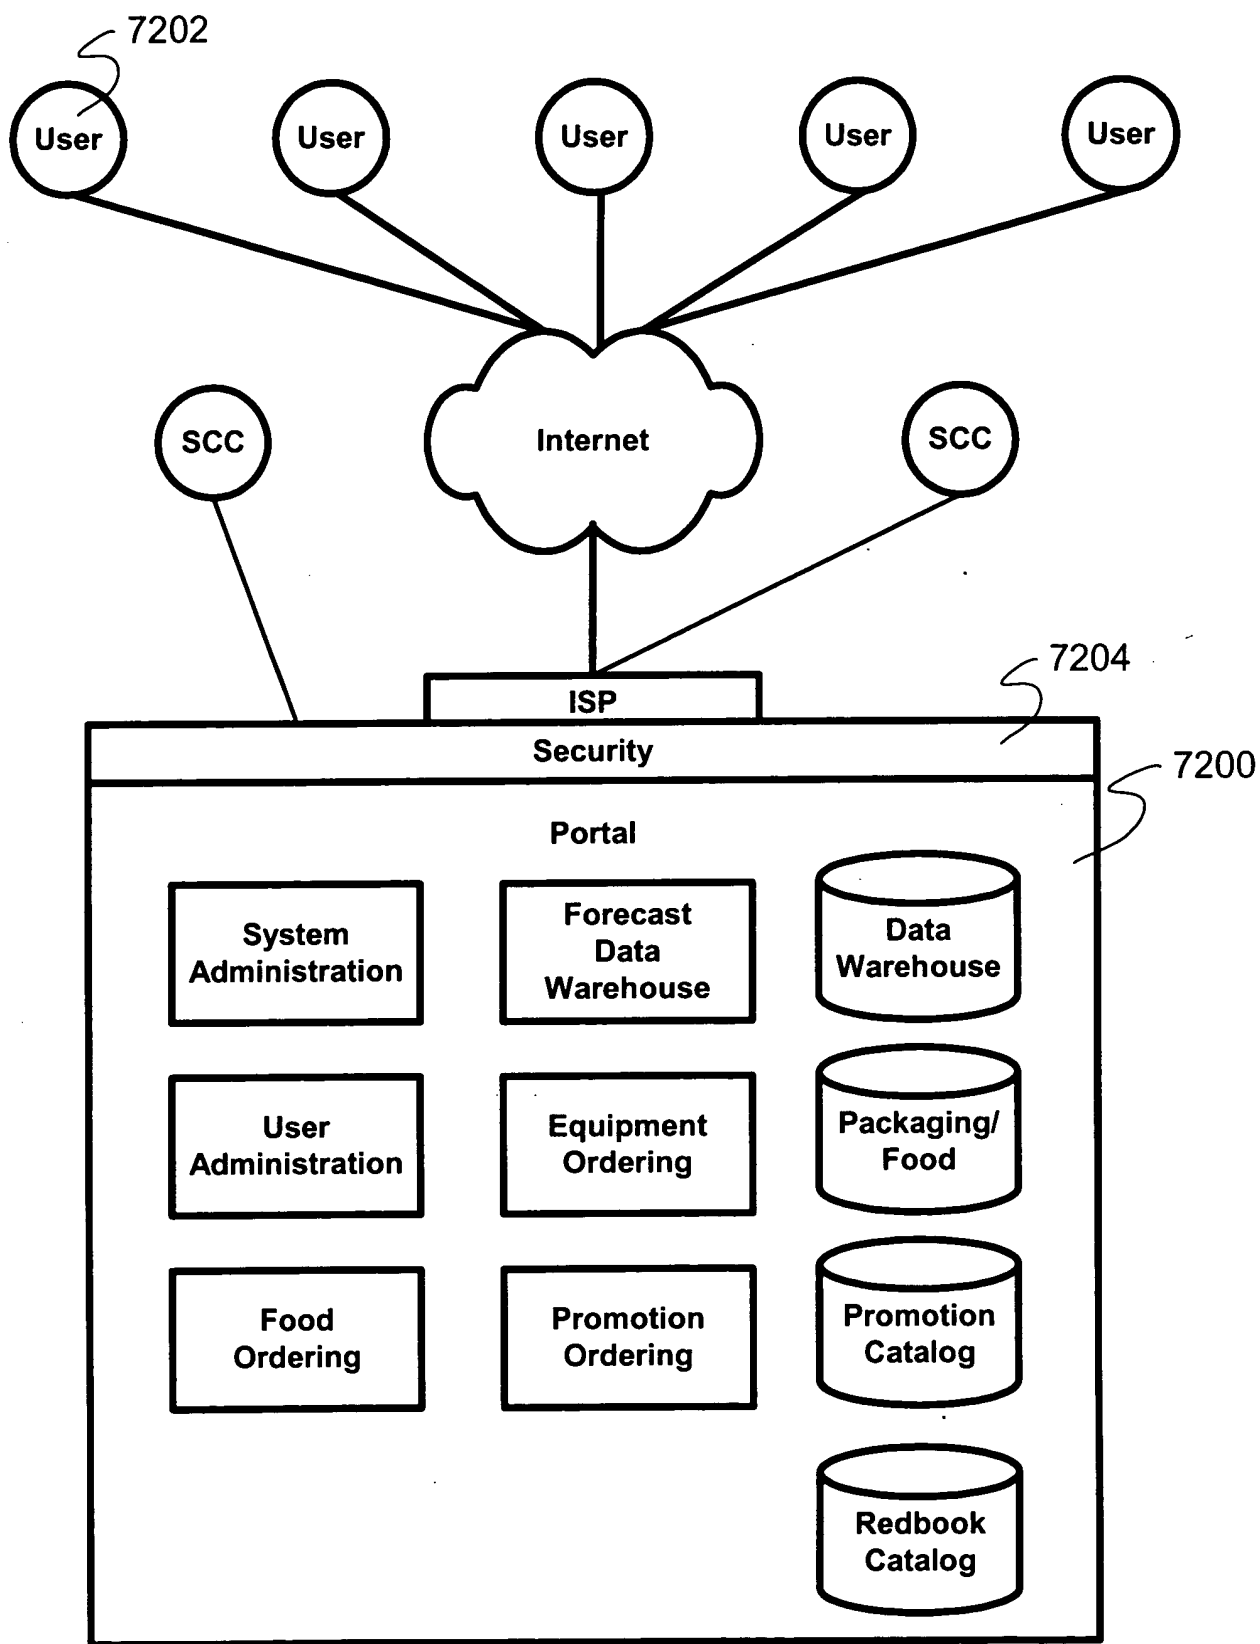 7202
User
User
User
User
User
SCC
Internet
SCC
7204
ISP
Security
7200
Portal
System
Administration
Forecast
Data
Warehouse
Data
Warehouse
User
Administration
Equipment
Ordering
Packaging/
Food
Food
Ordering
Promotion
Ordering
Promotion
Catalog
Redbook
Catalog